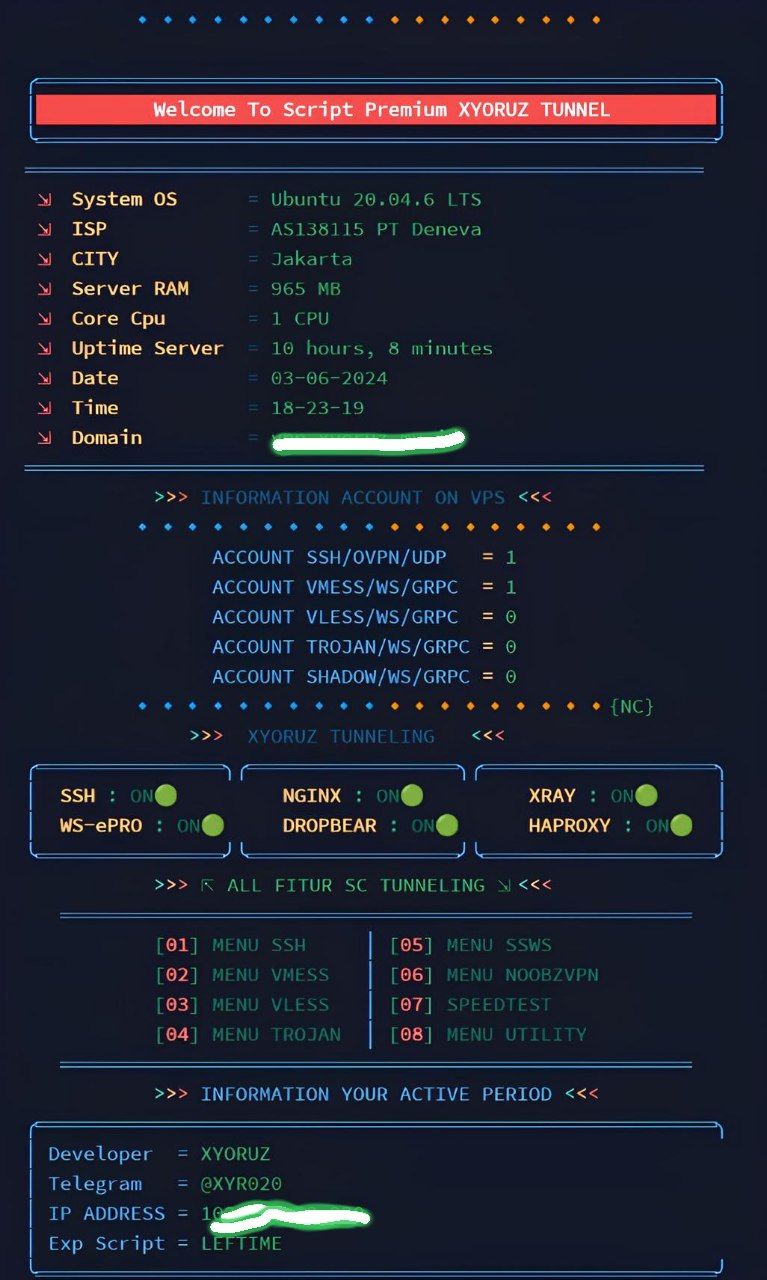 Welcome To Script Premium XYORUZ TUNNEL
System OS = Ubuntu 20.04.6 LTS
ISP = AS138115 PT Deneva
CITY = Jakarta
Server RAM = 965 MB
Core Cpu = 1 CPU
Uptime Server = 10 hours, 8 minutes
Date = 03-06-2024
Time = 18-23-19
Domain =
>>> INFORMATION ACCOUNT ON VPS <<<
ACCOUNT SSH/OVPN/UDP = 1
ACCOUNT VMESS/WS/GRPC = 1
ACCOUNT VLESS/WS/GRPC = 0
ACCOUNT TROJAN/WS/GRPC = 0
ACCOUNT SHADOW/WS/GRPC = 0
{NC}
>>> XYORUZ TUNNELING <<<
SSH : ON NGINX : ON XRAY : ON
WS-ePRO : ON DROPBEAR : ON HAPROXY : ON
>>> ⇱ ALL FITUR SC TUNNELING ⇲ <<<
[01] MENU SSH [05] MENU SSWS
[02] MENU VMESS [06] MENU NOOBZVPN
[03] MENU VLESS [07] SPEEDTEST
[04] MENU TROJAN [08] MENU UTILITY
>>> INFORMATION YOUR ACTIVE PERIOD <<<
Developer = XYORUZ
Telegram = @XYR020
IP ADDRESS =
Exp Script = LEFTIME